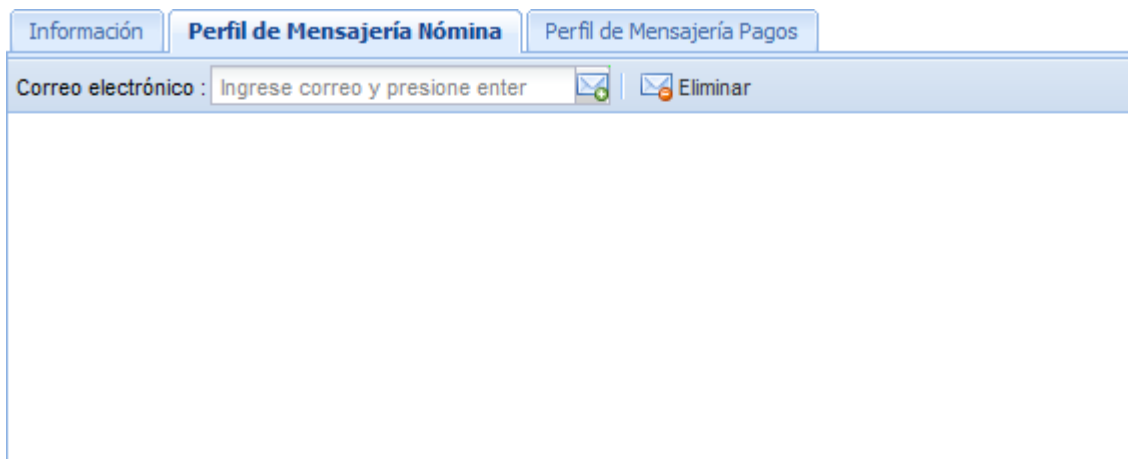 Información Perfil de Mensajería Nómina Perfil de Mensajería Pagos
Correo electrónico : Ingrese correo y presione enter Eliminar